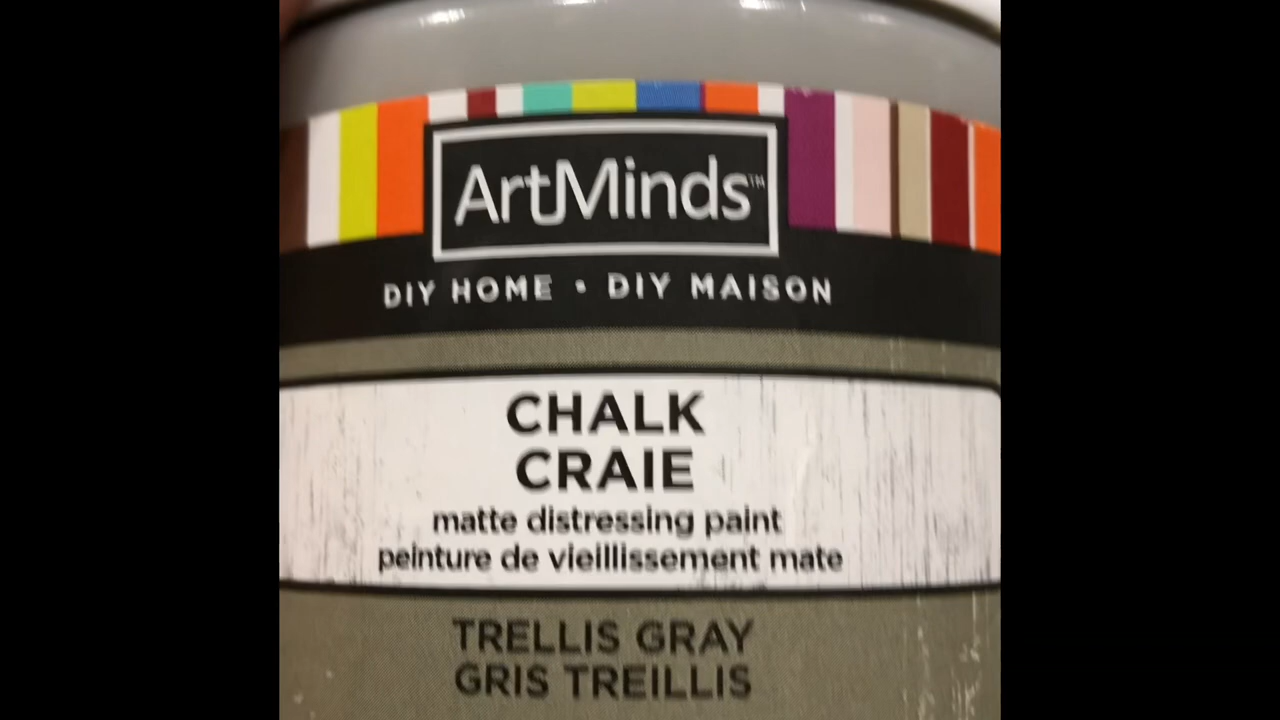 ArtMinds™
DIY HOME • DIY MAISON
CHALK
CRAIE
matte distressing paint
peinture de vieillissement mate
TRELLIS GRAY
GRIS TREILLIS